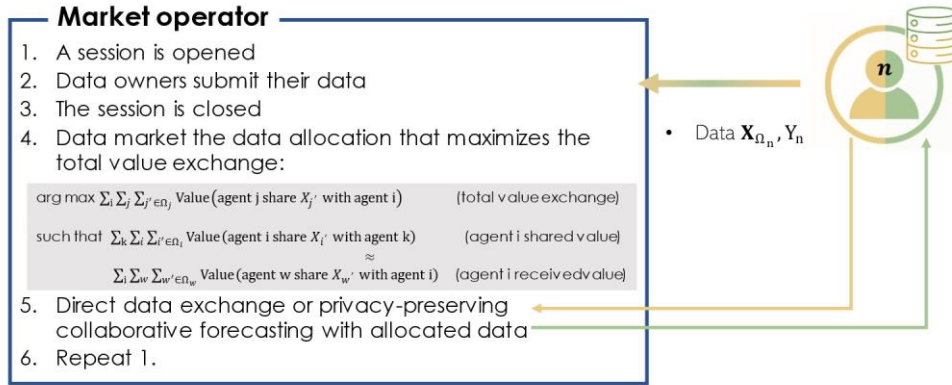 Market operator
1. A session is opened
2. Data owners submit their data
3. The session is closed
4. Data market the data allocation that maximizes the
total value exchange:
arg max ∑ᵢ ∑ⱼ ∑ⱼ′∈Ωⱼ Value(agent j share Xⱼ′ with agent i) (total value exchange)
such that ∑ₖ ∑ᵢ ∑ᵢ′∈Ωᵢ Value(agent i share Xᵢ′ with agent k) (agent i shared value)
≈
∑ᵢ ∑w ∑w′∈Ωw Value(agent w share Xw′ with agent i) (agent i receivedvalue)
5. Direct data exchange or privacy-preserving
collaborative forecasting with allocated data
6. Repeat 1.
n
• Data XΩₙ, Yₙ